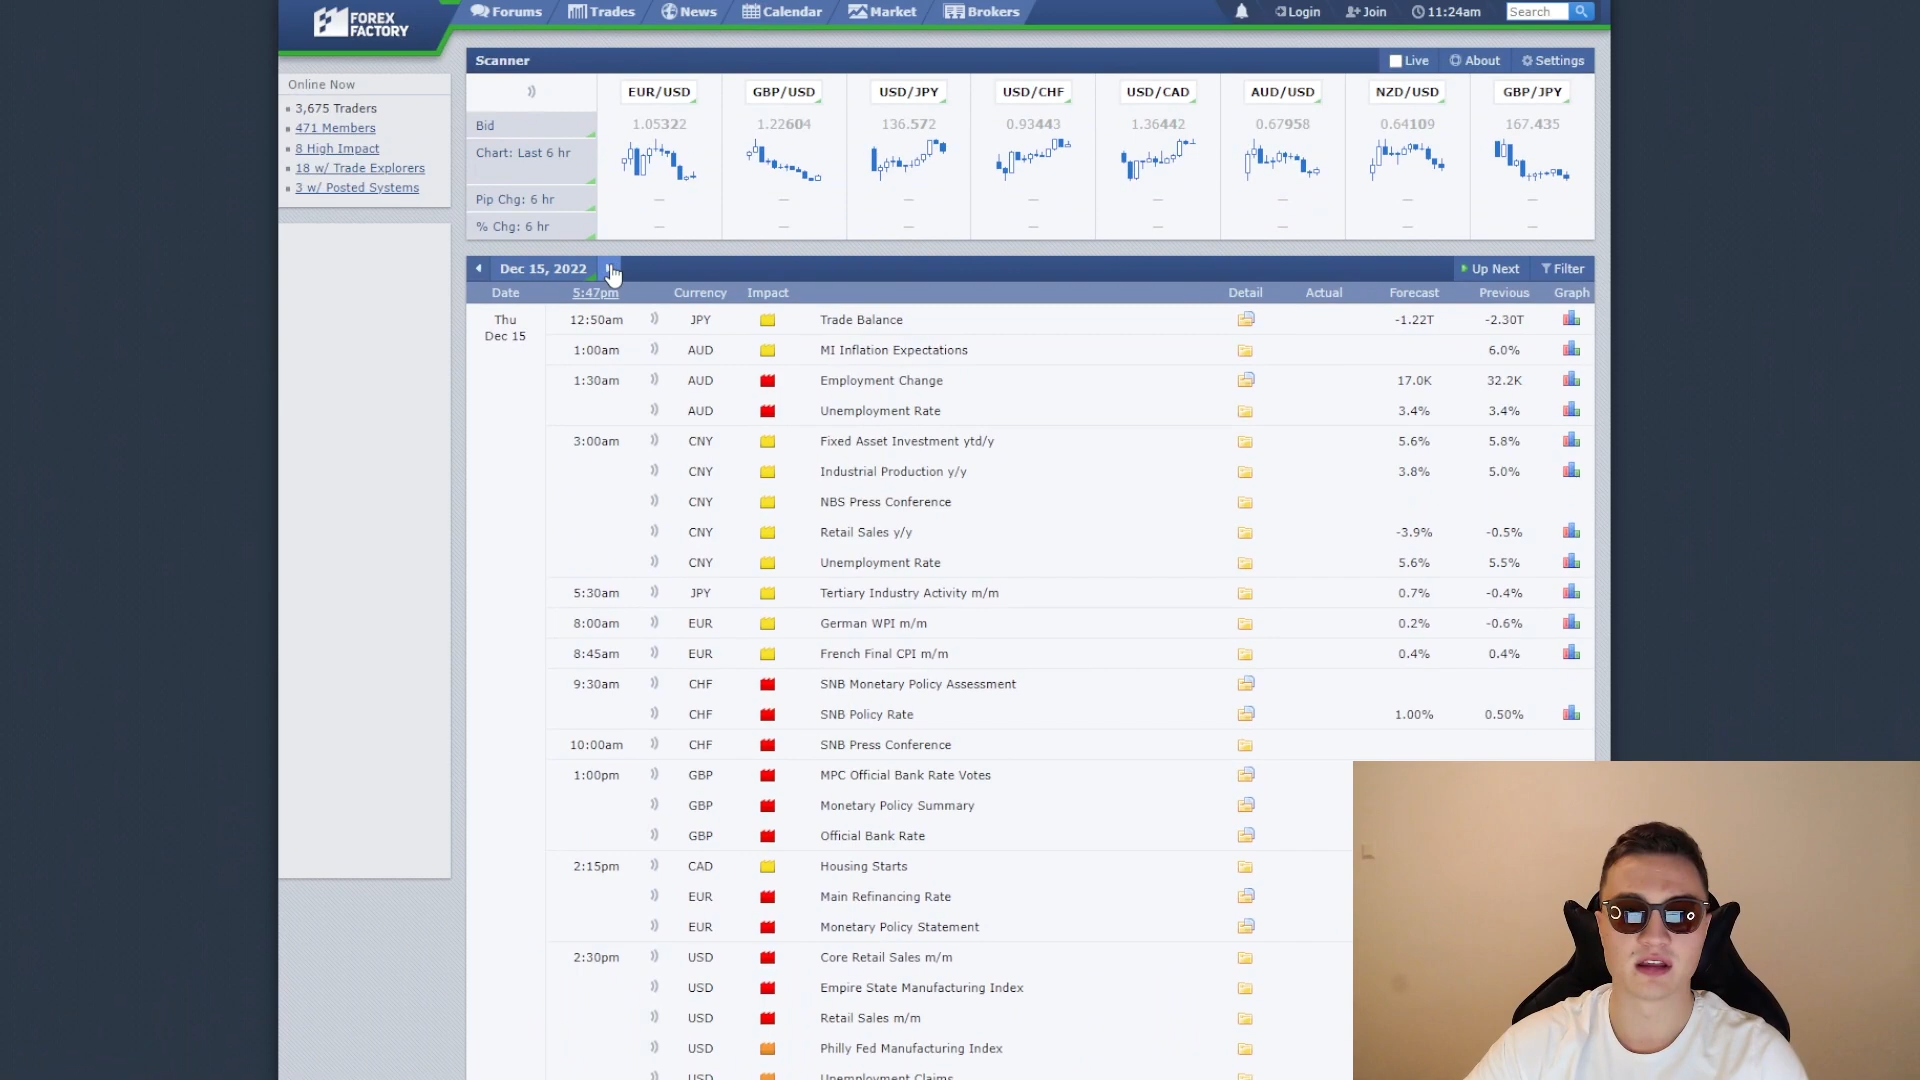 FOREX FACTORY
Forums Trades News Calendar Market Brokers Login Join 11:24am Search
Online Now
3,675 Traders
471 Members
8 High Impact
18 w/ Trade Explorers
3 w/ Posted Systems
Scanner Live About Settings
EUR/USD GBP/USD USD/JPY USD/CHF USD/CAD AUD/USD NZD/USD GBP/JPY
Bid 1.05322 1.22604 136.572 0.93443 1.36442 0.67958 0.64109 167.435
Chart: Last 6 hr
Pip Chg: 6 hr — — — — — — — —
% Chg: 6 hr — — — — — — — —
Dec 15, 2022 Up Next Filter
Date 5:47pm Currency Impact Detail Actual Forecast Previous Graph
Thu 12:50am JPY Trade Balance -1.22T -2.30T
Dec 15
1:00am AUD MI Inflation Expectations 6.0%
1:30am AUD Employment Change 17.0K 32.2K
AUD Unemployment Rate 3.4% 3.4%
3:00am CNY Fixed Asset Investment ytd/y 5.6% 5.8%
CNY Industrial Production y/y 3.8% 5.0%
CNY NBS Press Conference
CNY Retail Sales y/y -3.9% -0.5%
CNY Unemployment Rate 5.6% 5.5%
5:30am JPY Tertiary Industry Activity m/m 0.7% -0.4%
8:00am EUR German WPI m/m 0.2% -0.6%
8:45am EUR French Final CPI m/m 0.4% 0.4%
9:30am CHF SNB Monetary Policy Assessment
CHF SNB Policy Rate 1.00% 0.50%
10:00am CHF SNB Press Conference
1:00pm GBP MPC Official Bank Rate Votes
GBP Monetary Policy Summary
GBP Official Bank Rate
2:15pm CAD Housing Starts
EUR Main Refinancing Rate
EUR Monetary Policy Statement
2:30pm USD Core Retail Sales m/m
USD Empire State Manufacturing Index
USD Retail Sales m/m
USD Philly Fed Manufacturing Index
USD Unemployment Claims